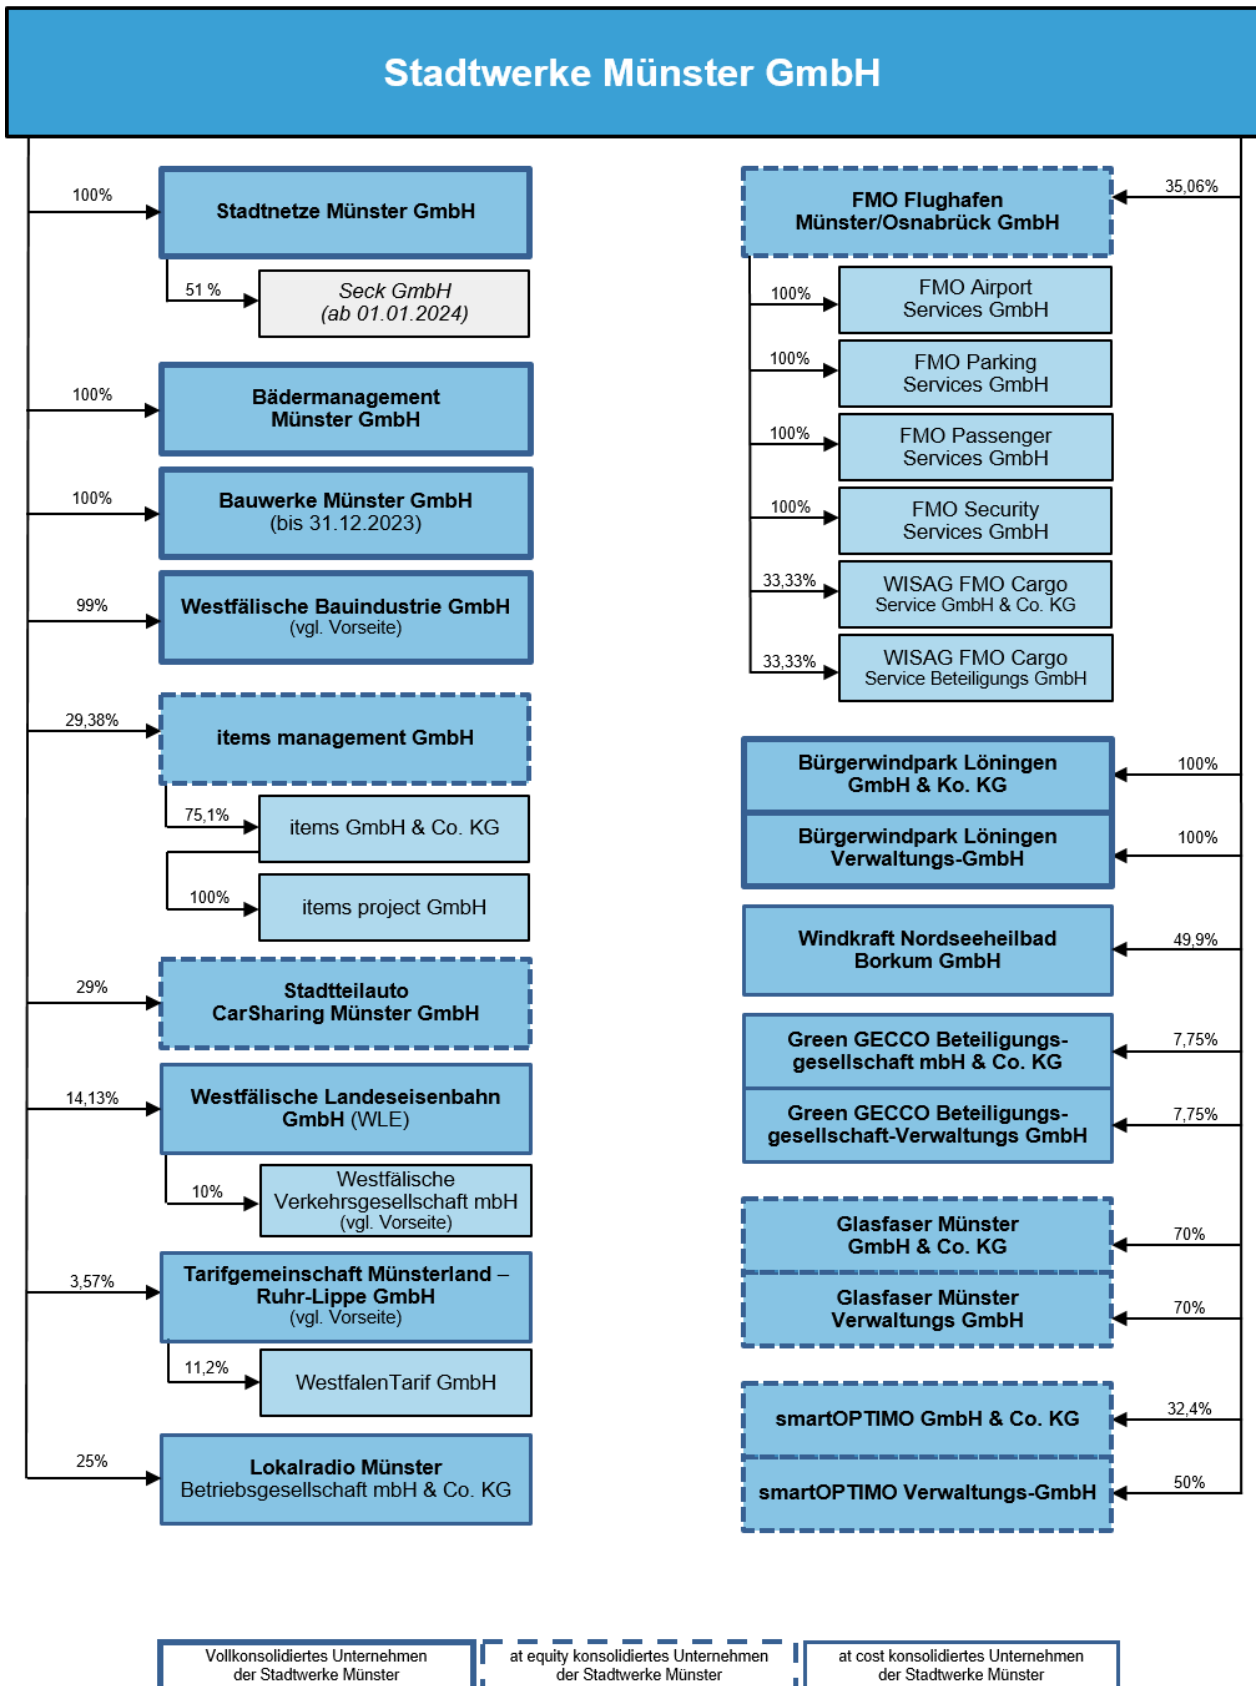 Stadtwerke Münster GmbH
100%
Stadtnetze Münster GmbH
51 %
Seck GmbH
(ab 01.01.2024)
100%
Bädermanagement
Münster GmbH
100%
Bauwerke Münster GmbH
(bis 31.12.2023)
99%
Westfälische Bauindustrie GmbH
(vgl. Vorseite)
29,38%
items management GmbH
75,1%
items GmbH & Co. KG
100%
items project GmbH
29%
Stadtteilauto
CarSharing Münster GmbH
14,13%
Westfälische Landeseisenbahn
GmbH (WLE)
10%
Westfälische
Verkehrsgesellschaft mbH
(vgl. Vorseite)
3,57%
Tarifgemeinschaft Münsterland –
Ruhr-Lippe GmbH
(vgl. Vorseite)
11,2%
WestfalenTarif GmbH
25%
Lokalradio Münster
Betriebsgesellschaft mbH & Co. KG
35,06%
FMO Flughafen
Münster/Osnabrück GmbH
100%
FMO Airport
Services GmbH
100%
FMO Parking
Services GmbH
100%
FMO Passenger
Services GmbH
100%
FMO Security
Services GmbH
33,33%
WISAG FMO Cargo
Service GmbH & Co. KG
33,33%
WISAG FMO Cargo
Service Beteiligungs GmbH
Bürgerwindpark Löningen
GmbH & Ko. KG
100%
Bürgerwindpark Löningen
Verwaltungs-GmbH
100%
Windkraft Nordseeheilbad
Borkum GmbH
49,9%
Green GECCO Beteiligungs-
gesellschaft mbH & Co. KG
7,75%
Green GECCO Beteiligungs-
gesellschaft-Verwaltungs GmbH
7,75%
Glasfaser Münster
GmbH & Co. KG
70%
Glasfaser Münster
Verwaltungs GmbH
70%
smartOPTIMO GmbH & Co. KG
32,4%
smartOPTIMO Verwaltungs-GmbH
50%
Vollkonsolidiertes Unternehmen
der Stadtwerke Münster
at equity konsolidiertes Unternehmen
der Stadtwerke Münster
at cost konsolidiertes Unternehmen
der Stadtwerke Münster